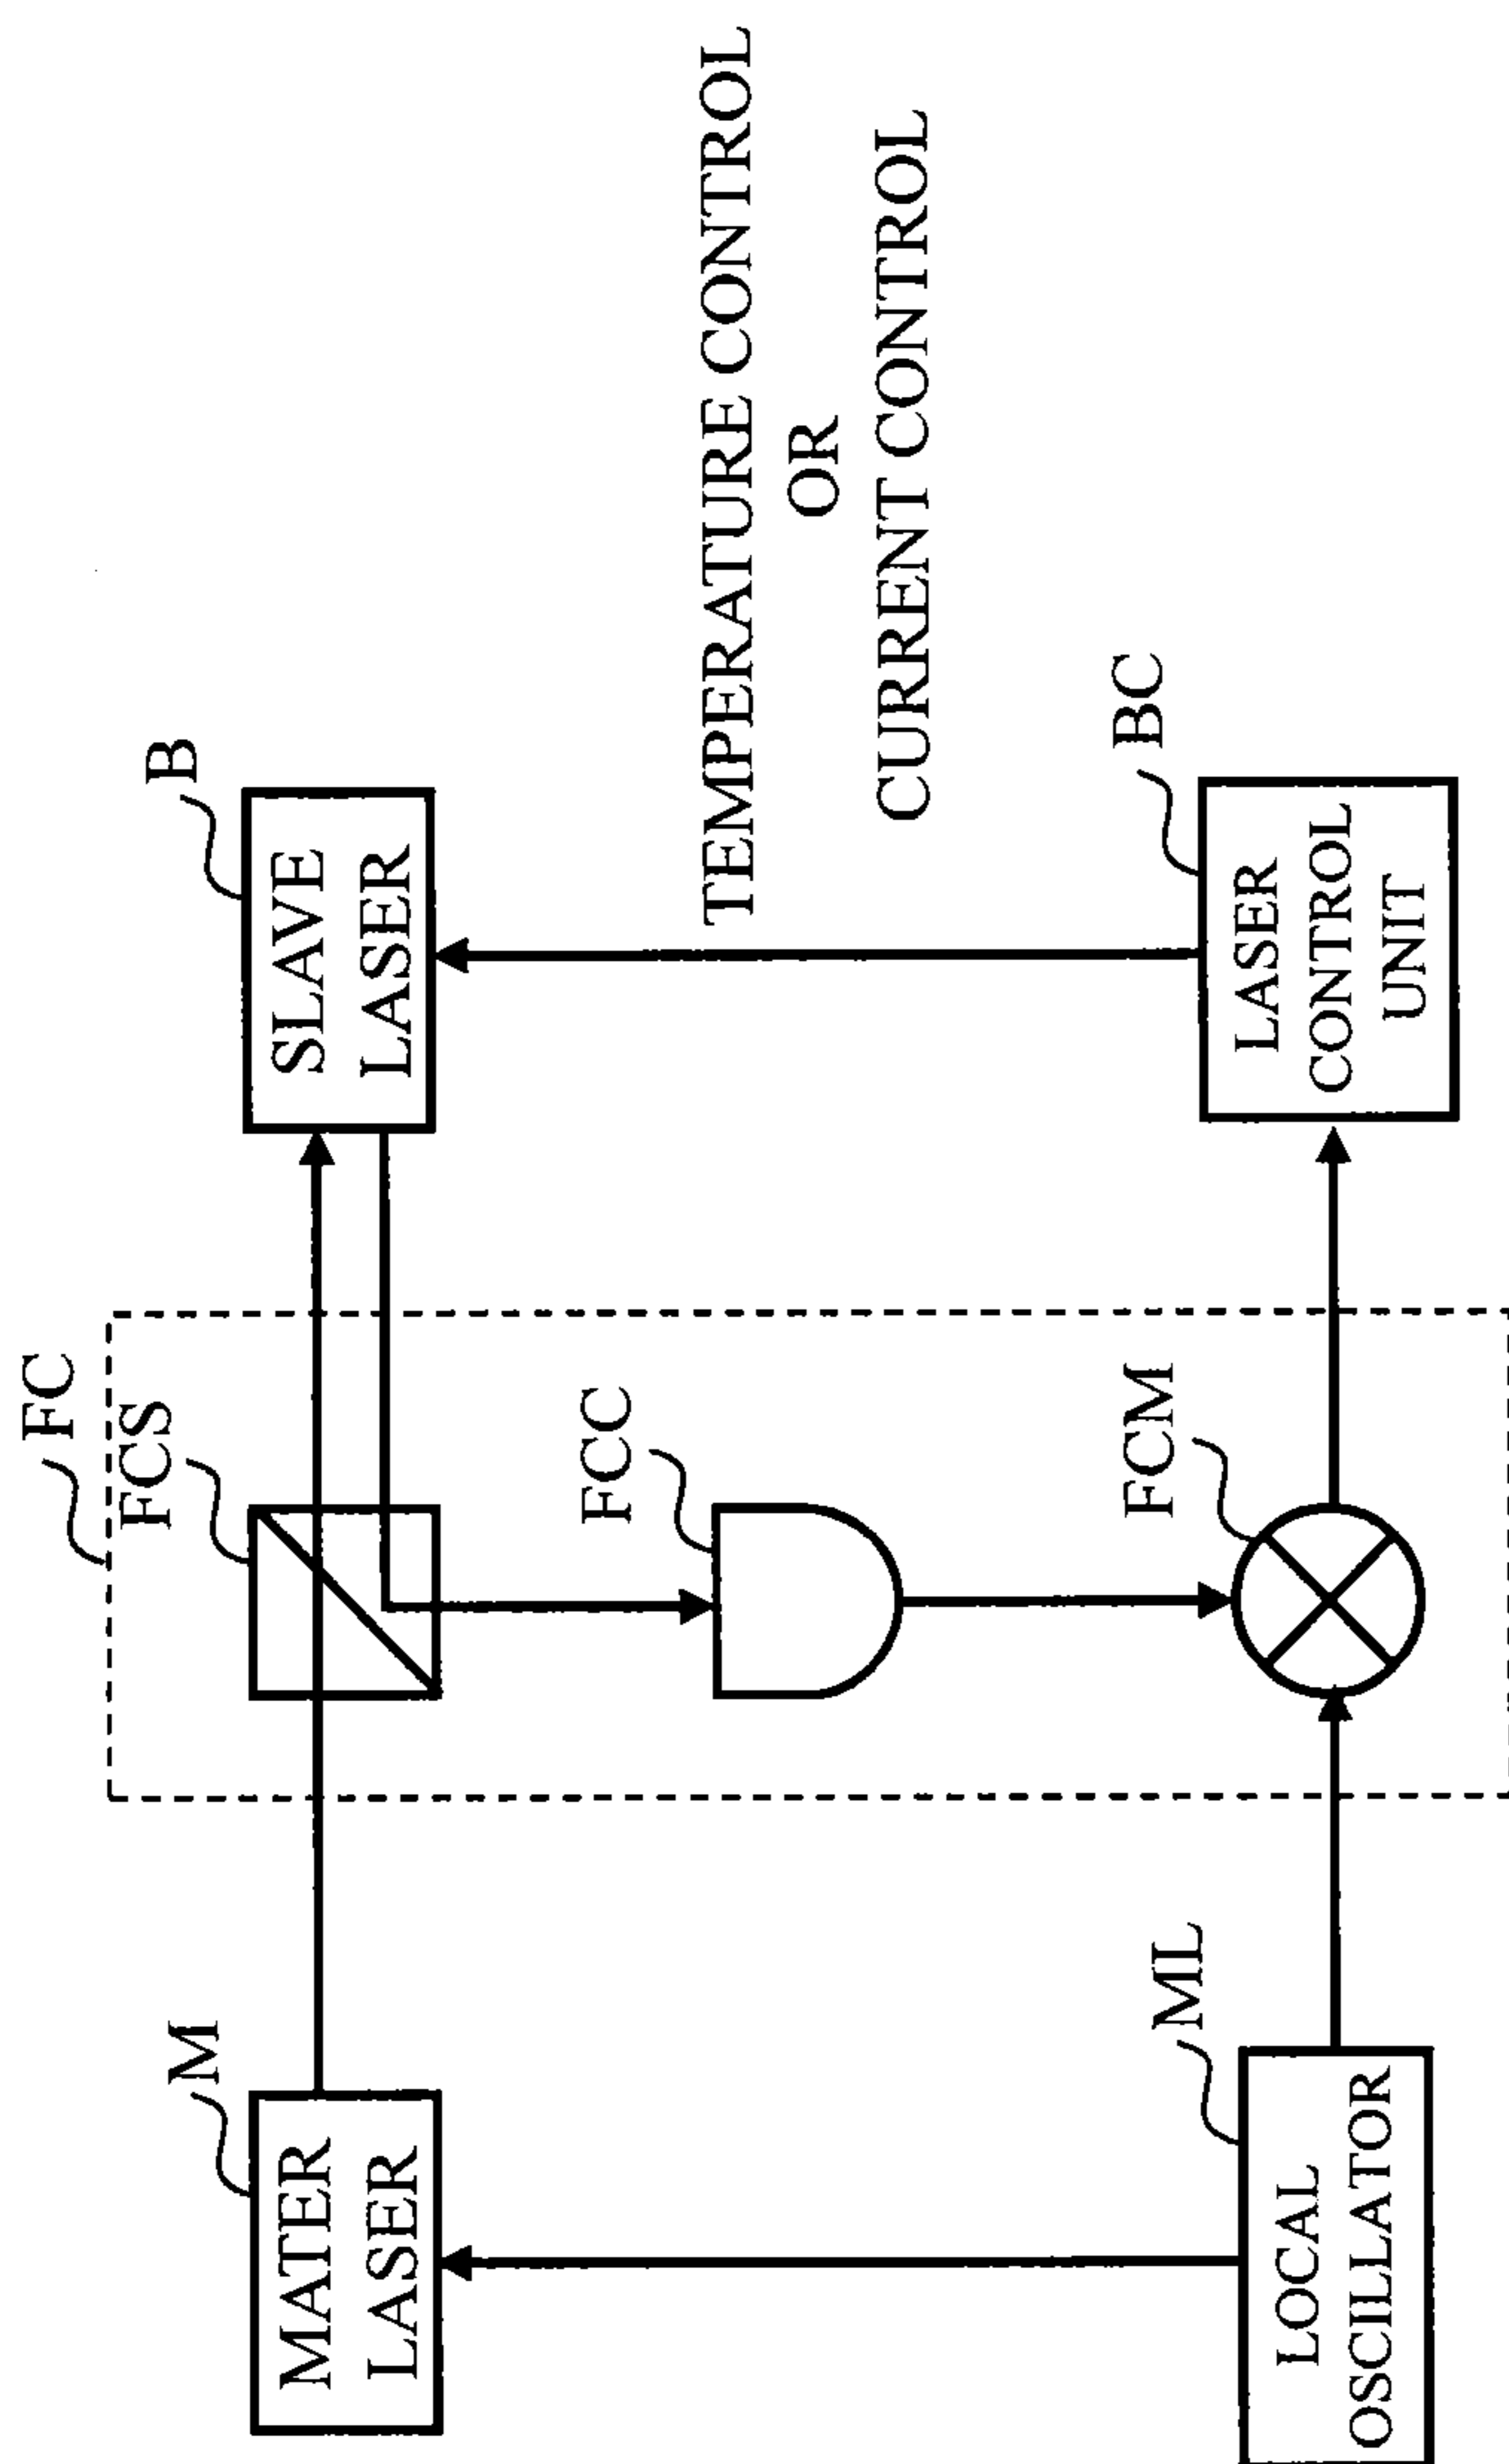 FC
M
MATER
LASER
FCS
B
SLAVE
LASER
FCC
TEMPERATURE CONTROL
OR
CURRENT CONTROL
ML
LOCAL
OSCILLATOR
FCM
BC
LASER
CONTROL
UNIT